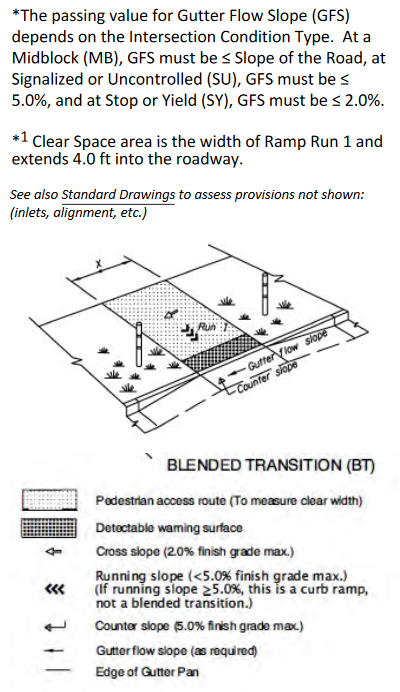 *The passing value for Gutter Flow Slope (GFS)
depends on the Intersection Condition Type.  At a
Midblock (MB), GFS must be ≤ Slope of the Road, at
Signalized or Uncontrolled (SU), GFS must be ≤
5.0%, and at Stop or Yield (SY), GFS must be ≤ 2.0%.
*1 Clear Space area is the width of Ramp Run 1 and
extends 4.0 ft into the roadway.
See also Standard Drawings to assess provisions not shown:
(inlets, alignment, etc.)
X
Run 1
Gutter flow slope
Counter slope
BLENDED TRANSITION (BT)
Pedestrian access route (To measure clear width)
Detectable warning surface
Cross slope (2.0% finish grade max.)
Running slope (<5.0% finish grade max.)
(If running slope ≥5.0%, this is a curb ramp,
not a blended transition.)
Counter slope (5.0% finish grade max.)
Gutter flow slope (as required)
Edge of Gutter Pan